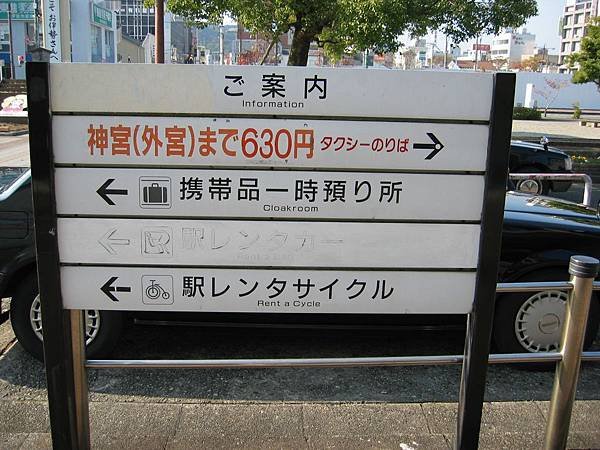 ご案内
Information
神宮(外宮)まで630円 タクシーのりば →
← 携帯品一時預り所
Cloakroom
← 駅レンタカー
← 駅レンタサイクル
Rent a Cycle